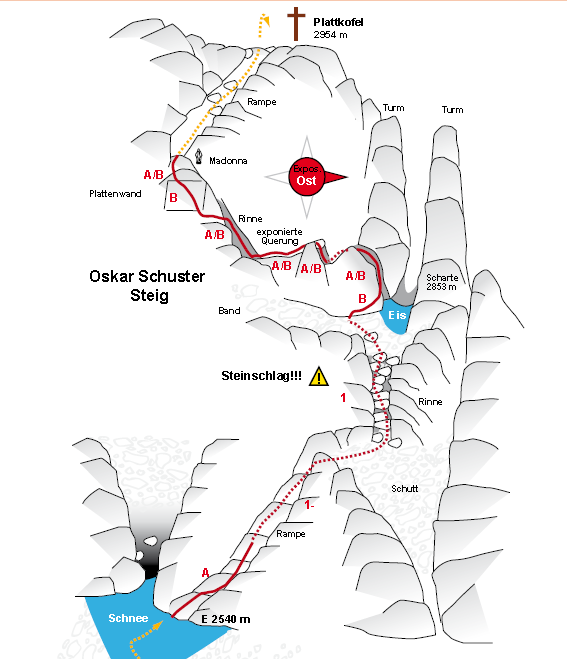 Plattkofel
2954 m
Rampe
Turm
Turm
Madonna
A/B
Expos.
Ost
Plattenwand
B
Rinne
A/B
exponierte
Querung
A/B
A/B
A/B
Oskar Schuster
Steig
Scharte
2853 m
B
Band
Eis
Steinschlag!!!
1
Rinne
Schutt
1-
Rampe
A
Schnee
E 2540 m